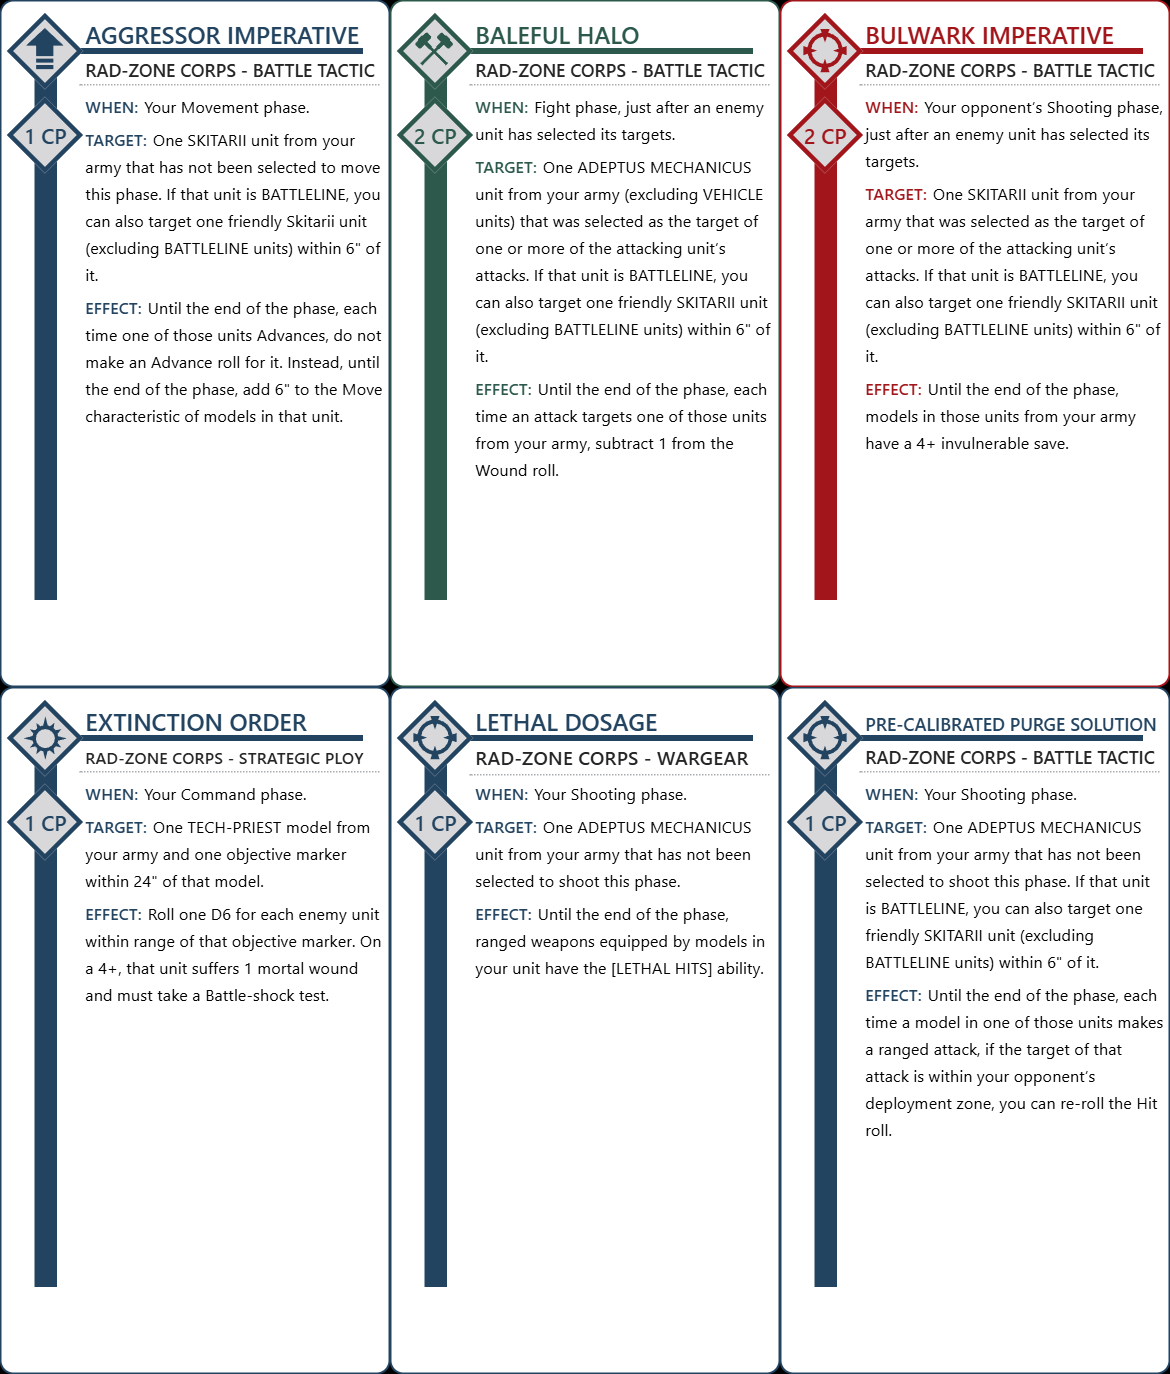 AGGRESSOR IMPERATIVE
RAD-ZONE CORPS - BATTLE TACTIC
1 CP
WHEN: Your Movement phase.
TARGET: One SKITARII unit from your
army that has not been selected to move
this phase. If that unit is BATTLELINE, you
can also target one friendly Skitarii unit
(excluding BATTLELINE units) within 6" of
it.
EFFECT: Until the end of the phase, each
time one of those units Advances, do not
make an Advance roll for it. Instead, until
the end of the phase, add 6" to the Move
characteristic of models in that unit.
BALEFUL HALO
RAD-ZONE CORPS - BATTLE TACTIC
2 CP
WHEN: Fight phase, just after an enemy
unit has selected its targets.
TARGET: One ADEPTUS MECHANICUS
unit from your army (excluding VEHICLE
units) that was selected as the target of
one or more of the attacking unit's
attacks. If that unit is BATTLELINE, you
can also target one friendly SKITARII unit
(excluding BATTLELINE units) within 6" of
it.
EFFECT: Until the end of the phase, each
time an attack targets one of those units
from your army, subtract 1 from the
Wound roll.
BULWARK IMPERATIVE
RAD-ZONE CORPS - BATTLE TACTIC
2 CP
WHEN: Your opponent's Shooting phase,
just after an enemy unit has selected its
targets.
TARGET: One SKITARII unit from your
army that was selected as the target of
one or more of the attacking unit's
attacks. If that unit is BATTLELINE, you
can also target one friendly SKITARII unit
(excluding BATTLELINE units) within 6" of
it.
EFFECT: Until the end of the phase,
models in those units from your army
have a 4+ invulnerable save.
EXTINCTION ORDER
RAD-ZONE CORPS - STRATEGIC PLOY
1 CP
WHEN: Your Command phase.
TARGET: One TECH-PRIEST model from
your army and one objective marker
within 24" of that model.
EFFECT: Roll one D6 for each enemy unit
within range of that objective marker. On
a 4+, that unit suffers 1 mortal wound
and must take a Battle-shock test.
LETHAL DOSAGE
RAD-ZONE CORPS - WARGEAR
1 CP
WHEN: Your Shooting phase.
TARGET: One ADEPTUS MECHANICUS
unit from your army that has not been
selected to shoot this phase.
EFFECT: Until the end of the phase,
ranged weapons equipped by models in
your unit have the [LETHAL HITS] ability.
PRE-CALIBRATED PURGE SOLUTION
RAD-ZONE CORPS - BATTLE TACTIC
1 CP
WHEN: Your Shooting phase.
TARGET: One ADEPTUS MECHANICUS
unit from your army that has not been
selected to shoot this phase. If that unit
is BATTLELINE, you can also target one
friendly SKITARII unit (excluding
BATTLELINE units) within 6" of it.
EFFECT: Until the end of the phase, each
time a model in one of those units makes
a ranged attack, if the target of that
attack is within your opponent's
deployment zone, you can re-roll the Hit
roll.